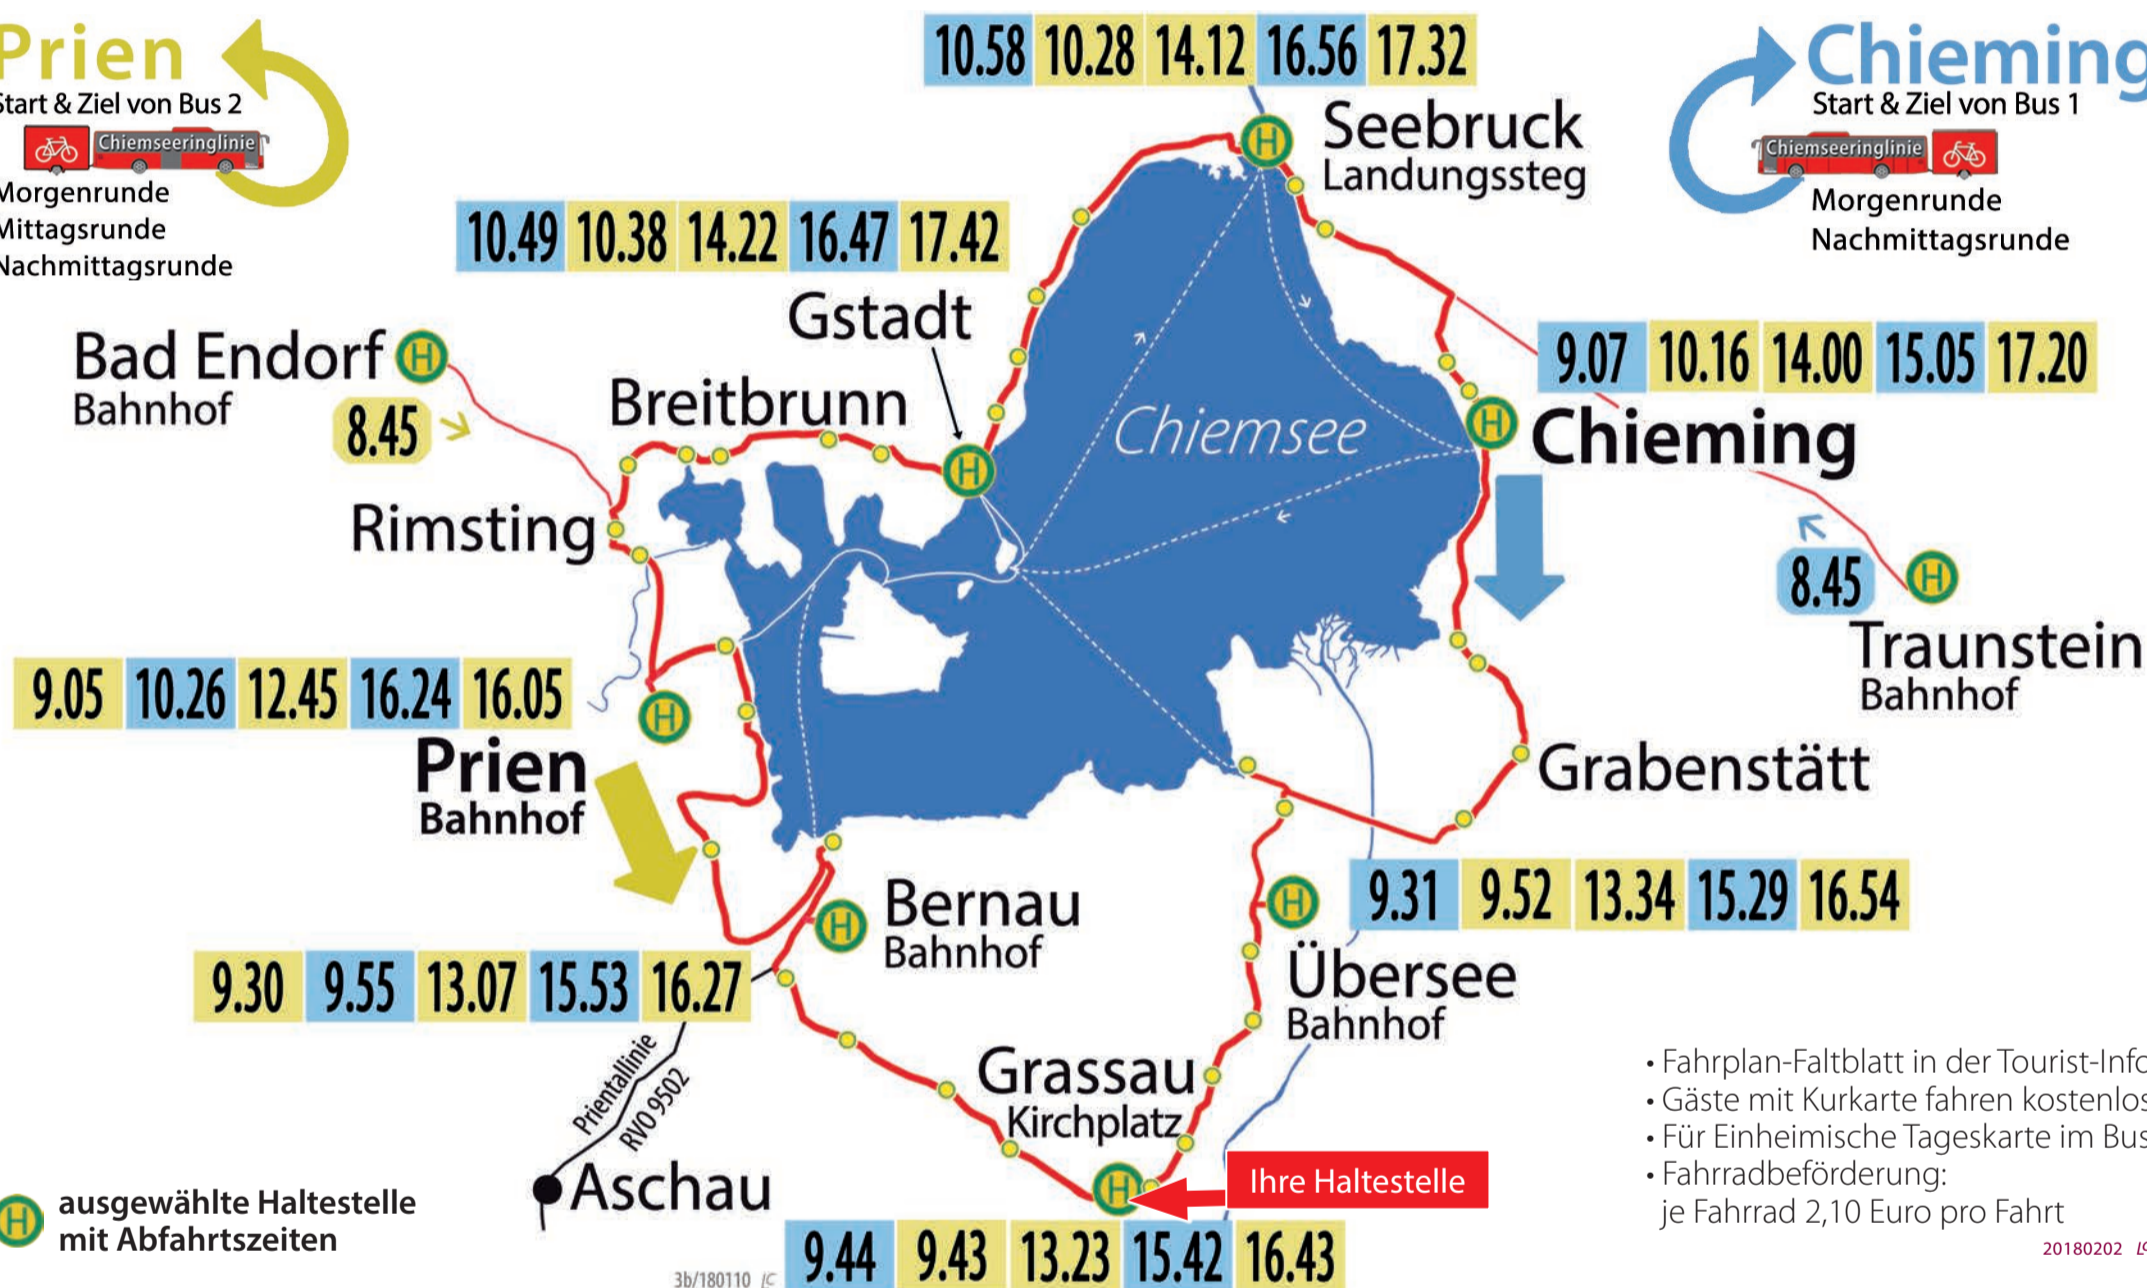 Prien
Start & Ziel von Bus 2
Chiemseeringlinie
Morgenrunde
Mittagsrunde
Nachmittagsrunde
10.58 10.28 14.12 16.56 17.32
Seebruck
Landungssteg
Chieming
Start & Ziel von Bus 1
Chiemseeringlinie
Morgenrunde
Nachmittagsrunde
10.49 10.38 14.22 16.47 17.42
Gstadt
Bad Endorf
Bahnhof
8.45
Breitbrunn
Rimsting
Chiemsee
9.07 10.16 14.00 15.05 17.20
Chieming
8.45
Traunstein
Bahnhof
9.05 10.26 12.45 16.24 16.05
Prien
Bahnhof
Grabenstätt
9.31 9.52 13.34 15.29 16.54
Übersee
Bahnhof
Bernau
Bahnhof
9.30 9.55 13.07 15.53 16.27
Prientallinie
RVO 9502
Aschau
Grassau
Kirchplatz
Ihre Haltestelle
9.44 9.43 13.23 15.42 16.43
H ausgewählte Haltestelle
mit Abfahrtszeiten
• Fahrplan-Faltblatt in der Tourist-Info
• Gäste mit Kurkarte fahren kostenlos
• Für Einheimische Tageskarte im Bus
• Fahrradbeförderung:
je Fahrrad 2,10 Euro pro Fahrt
20180202
3b/180110